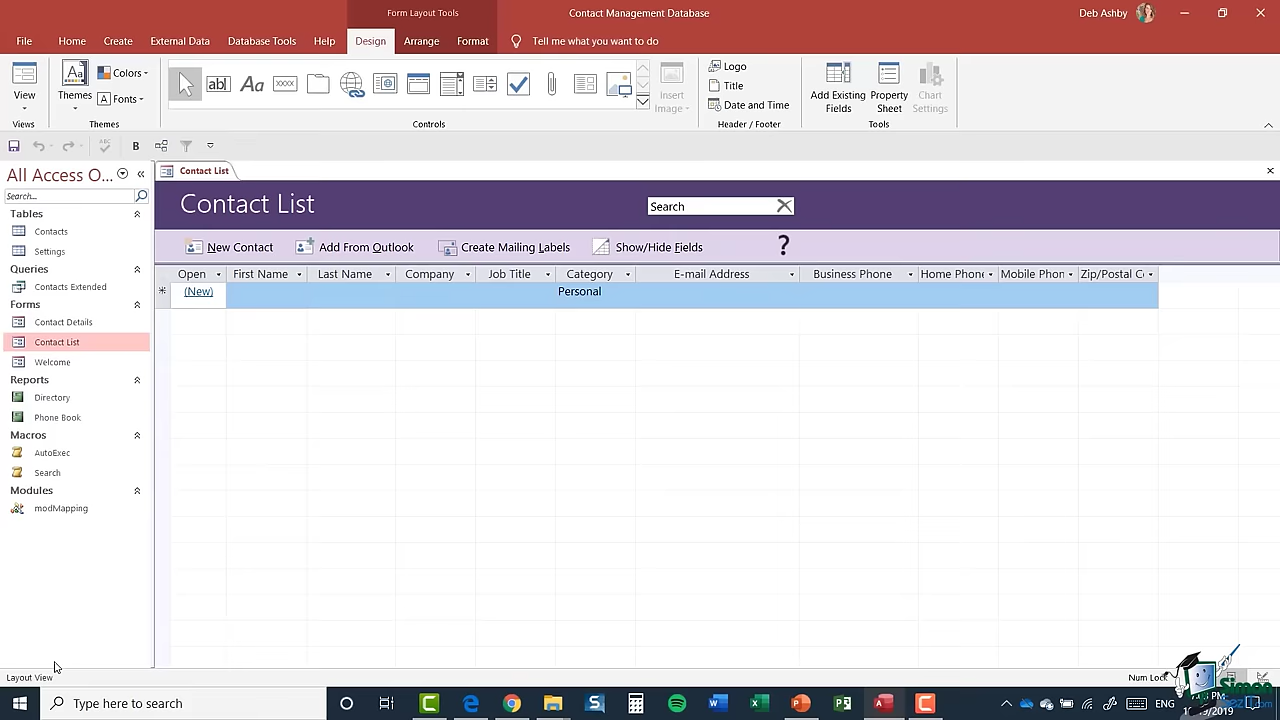 Form Layout Tools
Contact Management Database
Deb Ashby
File
Home
Create
External Data
Database Tools
Help
Design
Arrange
Format
Tell me what you want to do
View
Views
Themes
Colors
Fonts
Themes
ab|
Aa
XXXX
Controls
Insert
Image
Logo
Title
Date and Time
Header / Footer
Add Existing
Fields
Property
Sheet
Chart
Settings
Tools
ABC
B
All Access O...
Search...
Tables
Contacts
Settings
Queries
Contacts Extended
Forms
Contact Details
Contact List
Welcome
Reports
Directory
Phone Book
Macros
AutoExec
Search
Modules
modMapping
Contact List
Contact List
Search
New Contact
Add From Outlook
Create Mailing Labels
Show/Hide Fields
?
Open
First Name
Last Name
Company
Job Title
Category
E-mail Address
Business Phone
Home Phone
Mobile Phon
Zip/Postal C
(New)
Personal
Layout View
Num Lock
Type here to search
ENG